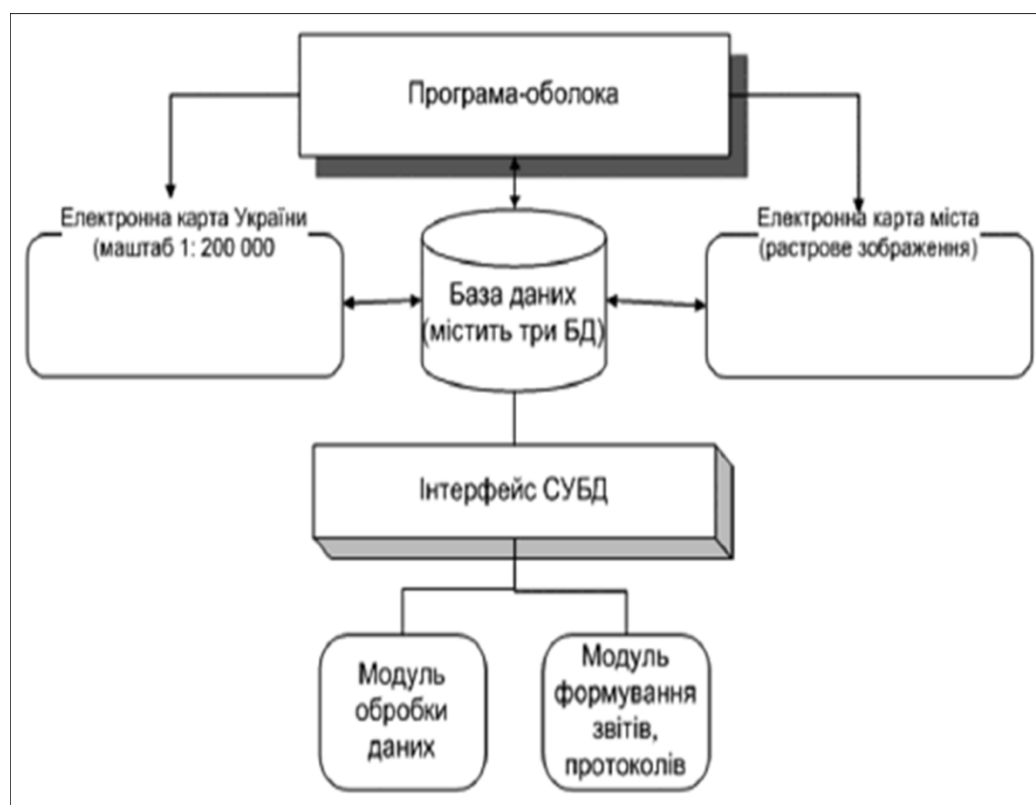 Програма-оболока
Електронна карта України
(маштаб 1: 200 000
Електронна карта міста
(растрове зображення)
База даних
(містить три БД)
Інтерфейс СУБД
Модуль
обробки
даних
Модуль
формування
звітів,
протоколів